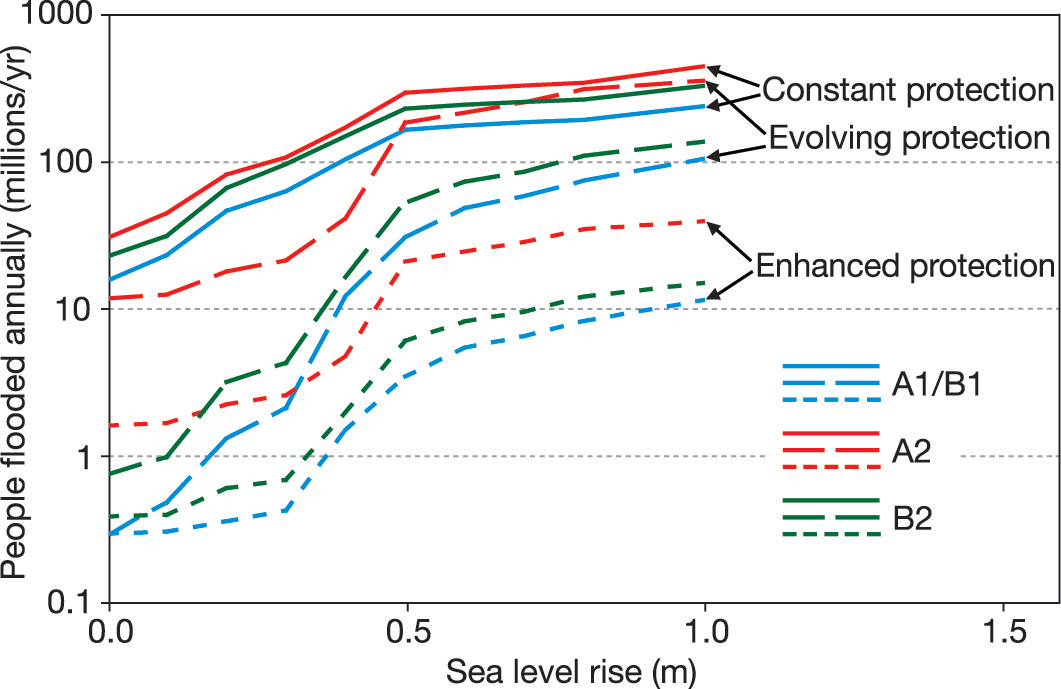 1000
100
10
1
0.1
People flooded annually (millions/yr)
Constant protection
Evolving protection
Enhanced protection
A1/B1
A2
B2
0.0
0.5
1.0
1.5
Sea level rise (m)